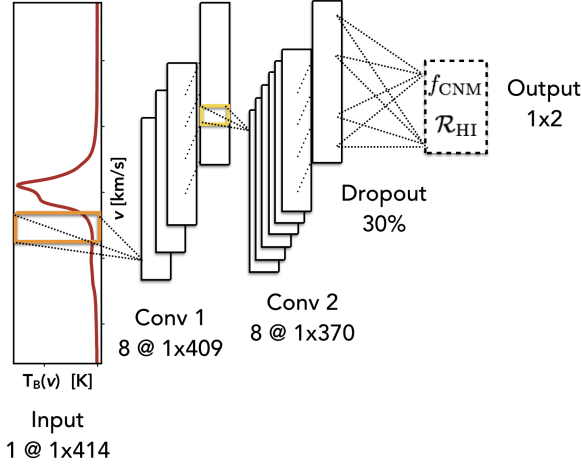 v [km/s]
T_B(v) [K]
Input
1 @ 1x414
Conv 1
8 @ 1x409
Conv 2
8 @ 1x370
Dropout
30%
f_CNM
ℛ_HI
Output
1x2